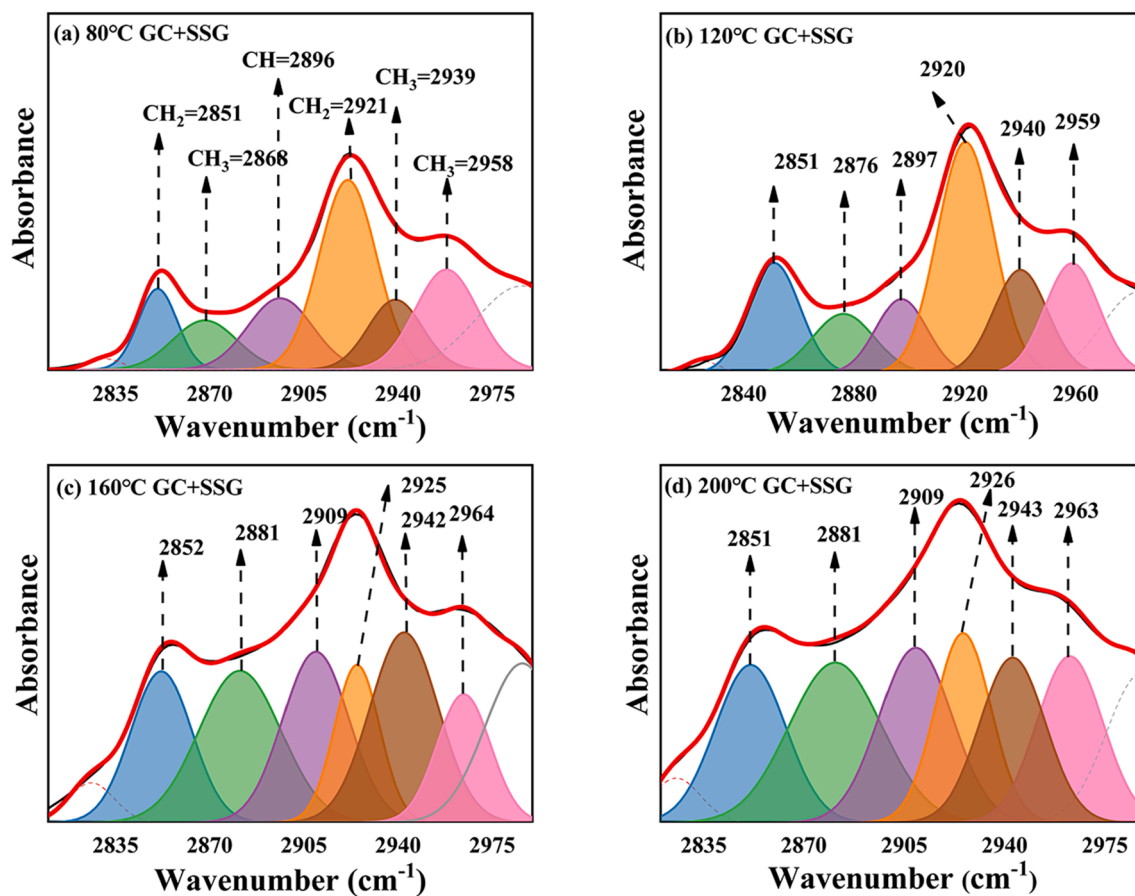 (a) 80°C GC+SSG
CH=2896
CH₃=2939
CH₂=2851
CH₂=2921
CH₃=2868
CH₃=2958
Absorbance
2835 2870 2905 2940 2975
Wavenumber (cm⁻¹)
(b) 120°C GC+SSG
2920
2851
2876
2897
2940
2959
Absorbance
2840 2880 2920 2960
Wavenumber (cm⁻¹)
(c) 160°C GC+SSG
2925
2852
2881
2909
2942
2964
Absorbance
2835 2870 2905 2940 2975
Wavenumber (cm⁻¹)
(d) 200°C GC+SSG
2926
2909
2943
2963
2851
2881
Absorbance
2835 2870 2905 2940 2975
Wavenumber (cm⁻¹)